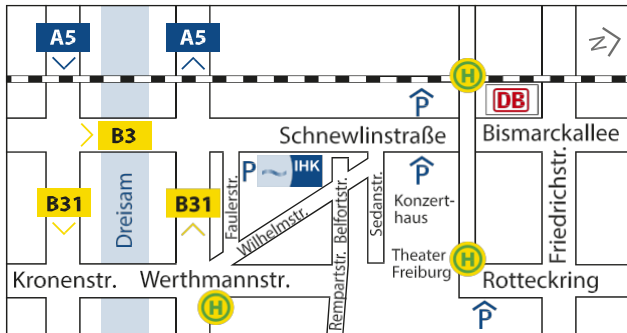 A5
A5
N
H
DB
P
B3
Schnewlinstraße
Bismarckallee
P
IHK
P
B31
B31
Dreisam
Faulerstr.
Wilhelmstr.
Belfortstr.
Sedanstr.
Konzert-
haus
Friedrichstr.
Theater
Freiburg
H
Kronenstr.
Werthmannstr.
Rempartstr.
Rotteckring
H
P